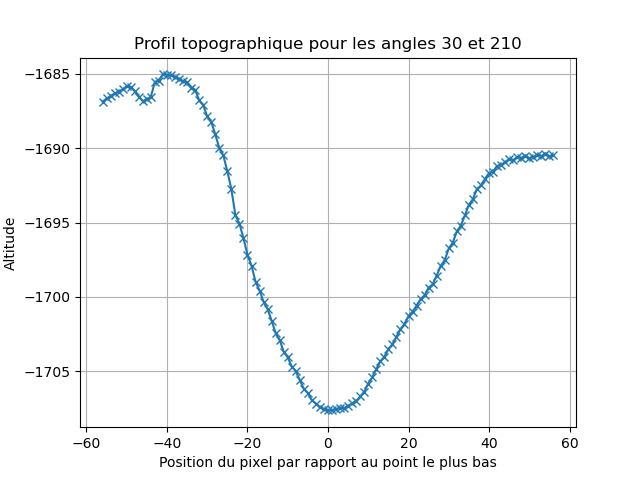 Profil topographique pour les angles 30 et 210
Altitude
−1685
−1690
−1695
−1700
−1705
−60 −40 −20 0 20 40 60
Position du pixel par rapport au point le plus bas